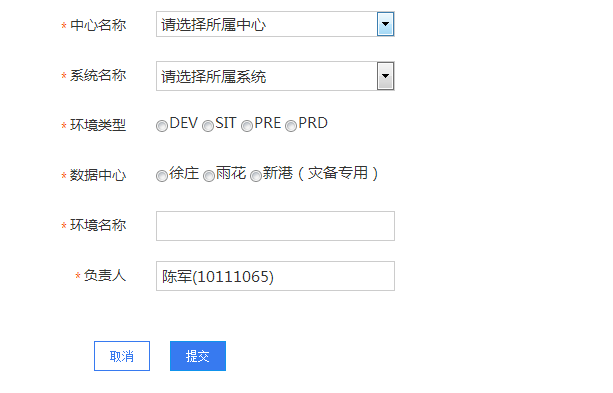 * 中心名称 请选择所属中心
* 系统名称 请选择所属系统
* 环境类型 DEV SIT PRE PRD
* 数据中心 徐庄 雨花 新港（灾备专用）
* 环境名称
* 负责人 陈军(10111065)
取消 提交